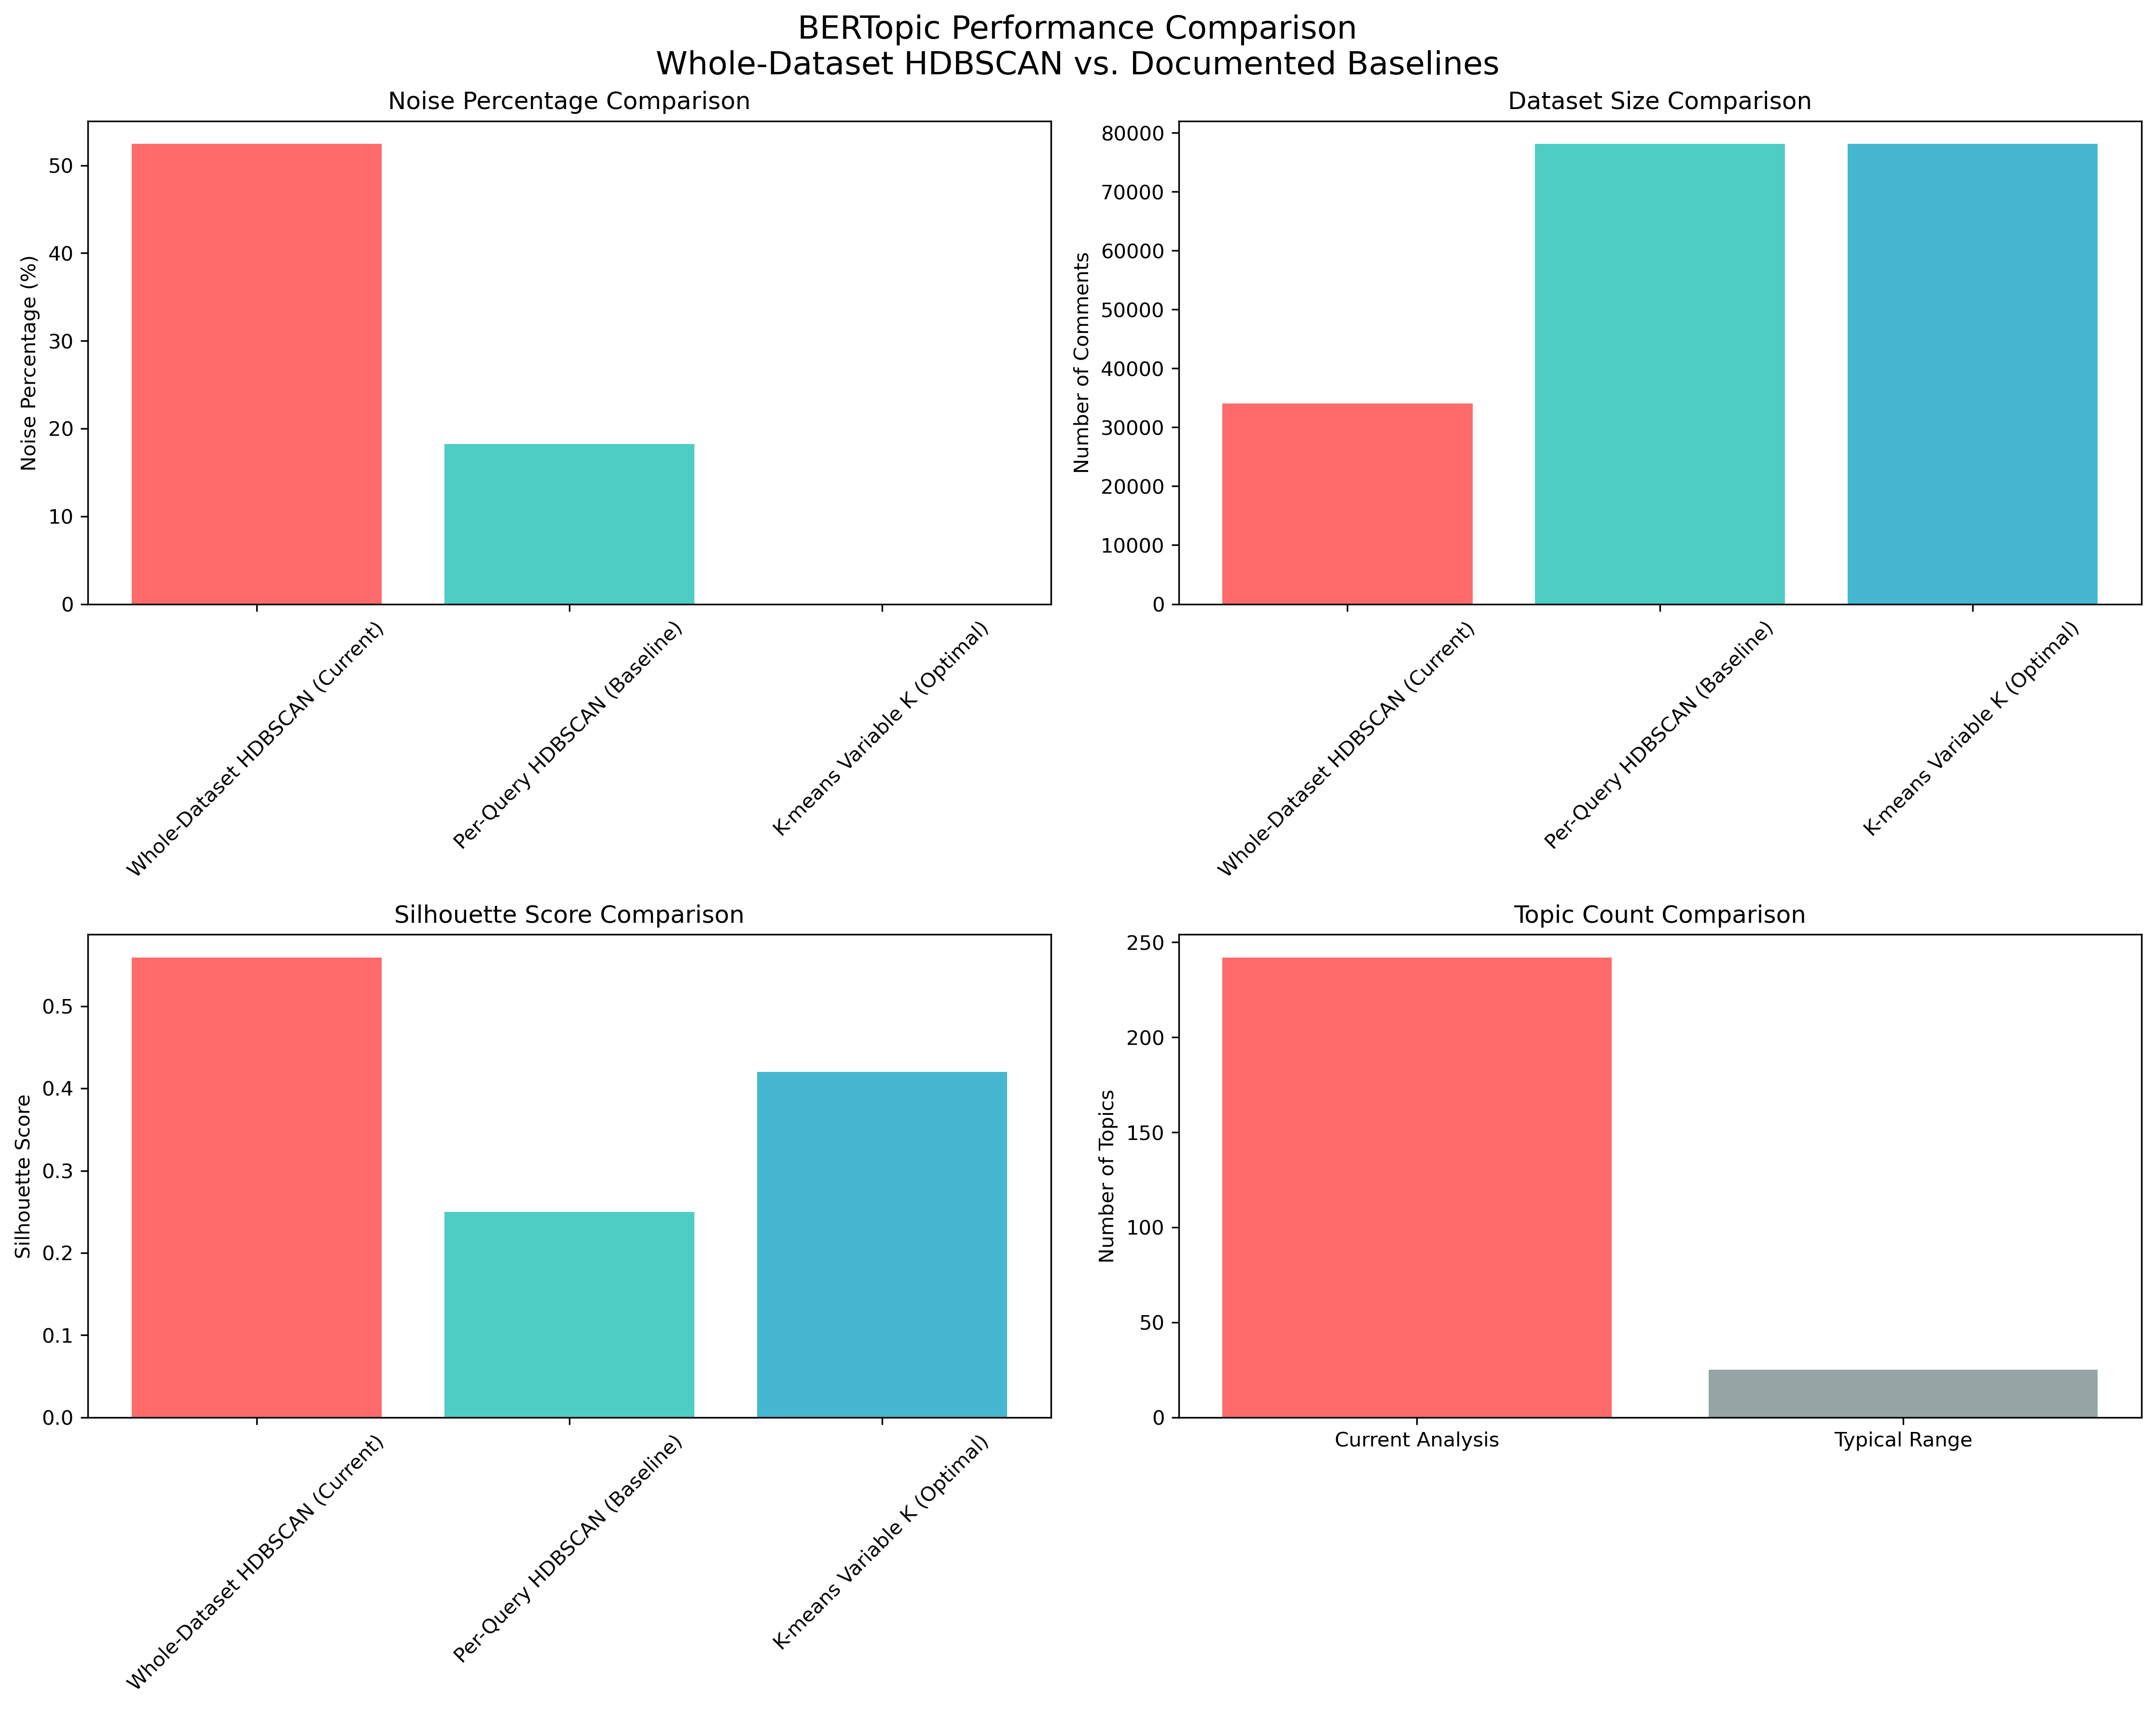 BERTopic Performance Comparison
Whole-Dataset HDBSCAN vs. Documented Baselines
Noise Percentage Comparison
Noise Percentage (%)
50
40
30
20
10
0
Whole-Dataset HDBSCAN (Current)
Per-Query HDBSCAN (Baseline)
K-means Variable K (Optimal)
Dataset Size Comparison
Number of Comments
80000
70000
60000
50000
40000
30000
20000
10000
0
Whole-Dataset HDBSCAN (Current)
Per-Query HDBSCAN (Baseline)
K-means Variable K (Optimal)
Silhouette Score Comparison
Silhouette Score
0.5
0.4
0.3
0.2
0.1
0.0
Whole-Dataset HDBSCAN (Current)
Per-Query HDBSCAN (Baseline)
K-means Variable K (Optimal)
Topic Count Comparison
Number of Topics
250
200
150
100
50
0
Current Analysis
Typical Range